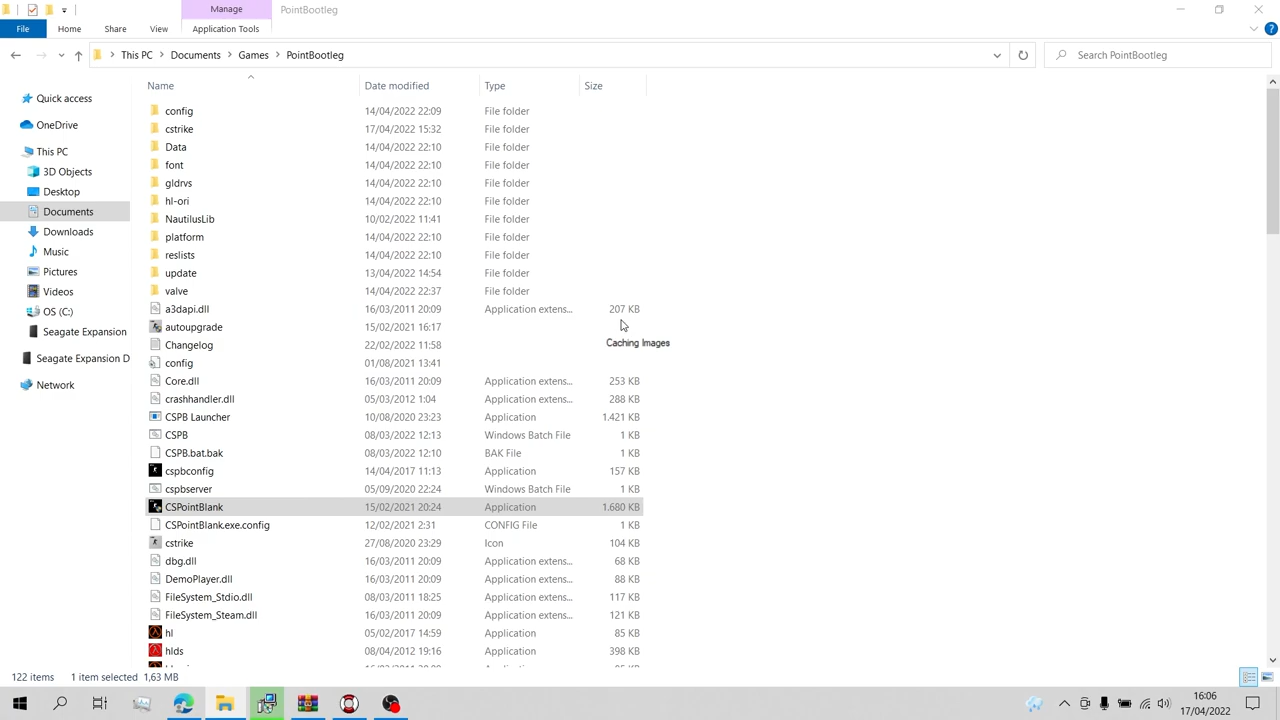 Manage
PointBootleg
File
Home
Share
View
Application Tools
This PC
Documents
Games
PointBootleg
Search PointBootleg
Name
Date modified
Type
Size
Quick access
OneDrive
This PC
3D Objects
Desktop
Documents
Downloads
Music
Pictures
Videos
OS (C:)
Seagate Expansion
Seagate Expansion D
Network
config 14/04/2022 22:09 File folder
cstrike 17/04/2022 15:32 File folder
Data 14/04/2022 22:10 File folder
font 14/04/2022 22:10 File folder
gldrvs 14/04/2022 22:10 File folder
hl-ori 14/04/2022 22:10 File folder
NautilusLib 10/02/2022 11:41 File folder
platform 14/04/2022 22:10 File folder
reslists 14/04/2022 22:10 File folder
update 13/04/2022 14:54 File folder
valve 14/04/2022 22:37 File folder
a3dapi.dll 16/03/2011 20:09 Application extens... 207 KB
autoupgrade 15/02/2021 16:17
Changelog 22/02/2022 11:58
Caching Images
config 01/08/2021 13:41
Core.dll 16/03/2011 20:09 Application extens... 253 KB
crashhandler.dll 05/03/2012 1:04 Application extens... 288 KB
CSPB Launcher 10/08/2020 23:23 Application 1.421 KB
CSPB 08/03/2022 12:13 Windows Batch File 1 KB
CSPB.bat.bak 08/03/2022 12:10 BAK File 1 KB
cspbconfig 14/04/2017 11:13 Application 157 KB
cspbserver 05/09/2020 22:24 Windows Batch File 1 KB
CSPointBlank 15/02/2021 20:24 Application 1.680 KB
CSPointBlank.exe.config 12/02/2021 2:31 CONFIG File 1 KB
cstrike 27/08/2020 23:29 Icon 104 KB
dbg.dll 16/03/2011 20:09 Application extens... 68 KB
DemoPlayer.dll 16/03/2011 20:09 Application extens... 88 KB
FileSystem_Stdio.dll 08/03/2011 18:25 Application extens... 117 KB
FileSystem_Steam.dll 16/03/2011 20:09 Application extens... 121 KB
hl 05/02/2017 14:59 Application 85 KB
hlds 08/04/2012 19:16 Application 398 KB
122 items 1 item selected 1,63 MB
16:06
17/04/2022